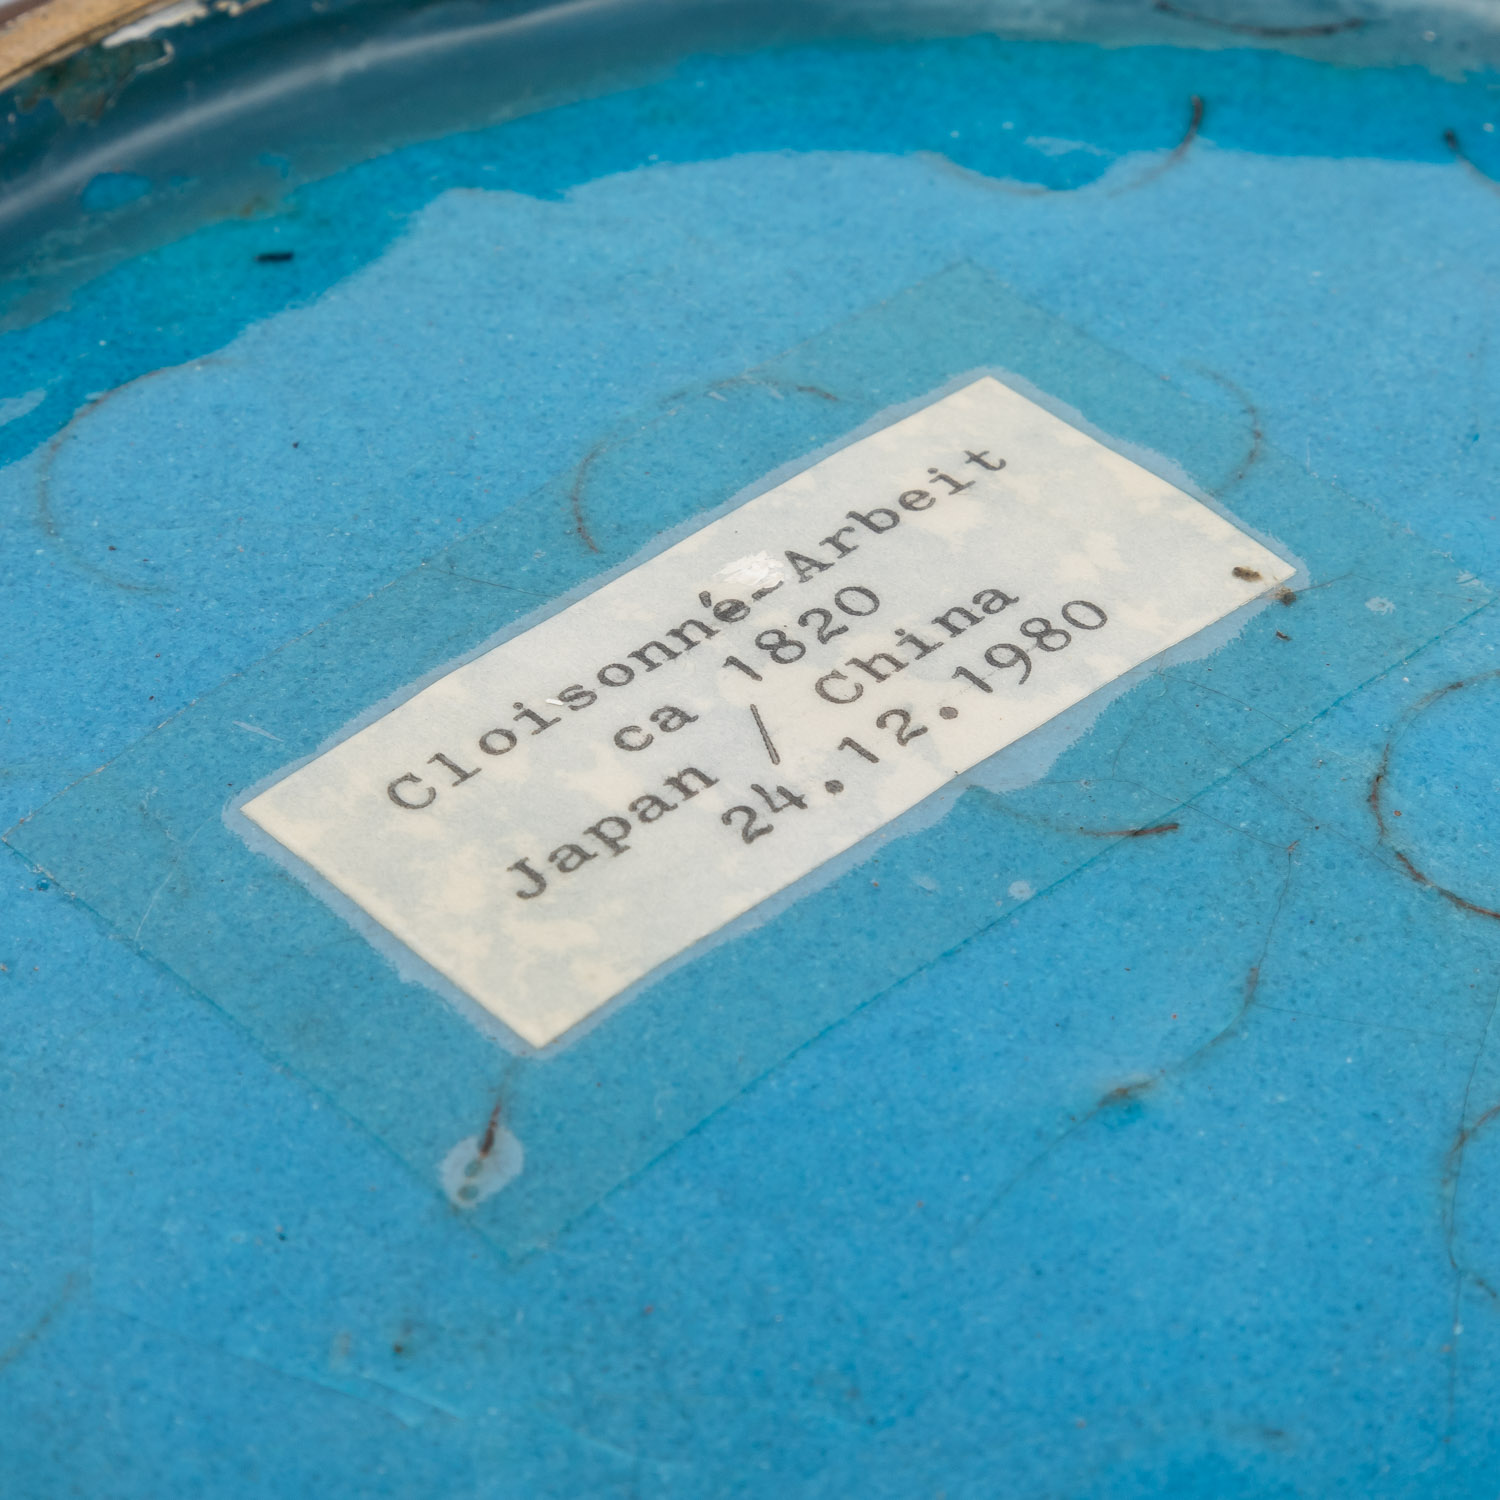 Cloisonné-Arbeit
ca 1820
Japan / China
24.12.1980